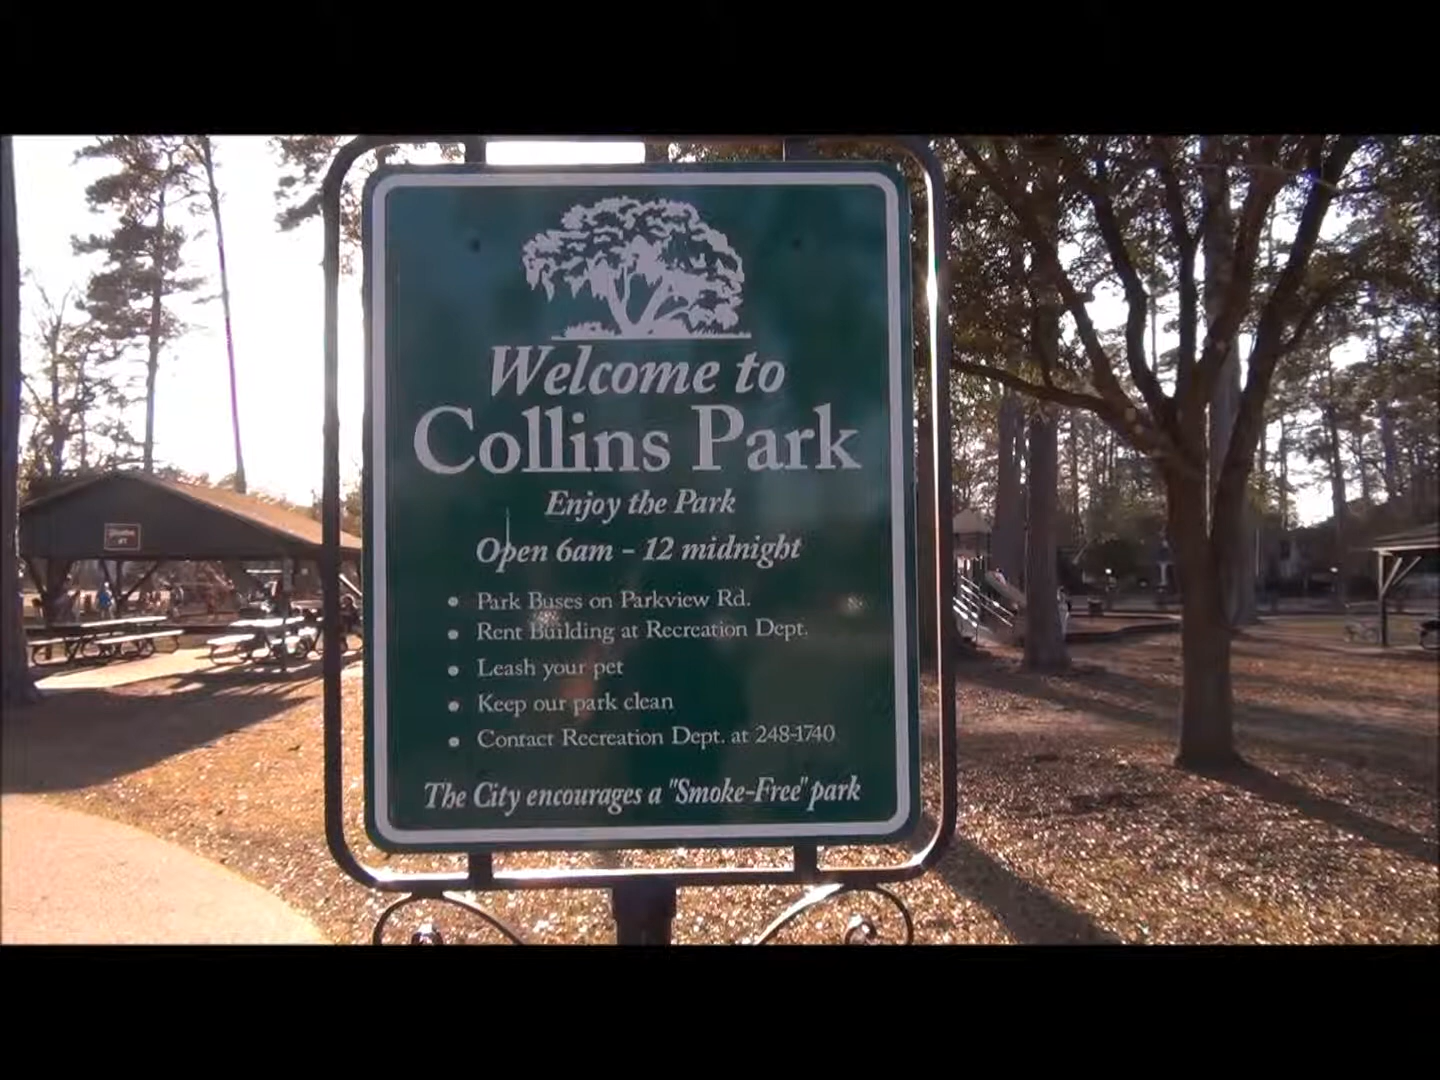 Welcome to
Collins Park
Enjoy the Park
Open 6am - 12 midnight
• Park Buses on Parkview Rd.
• Rent Building at Recreation Dept.
• Leash your pet
• Keep our park clean
• Contact Recreation Dept. at 248-1740
The City encourages a "Smoke-Free" park